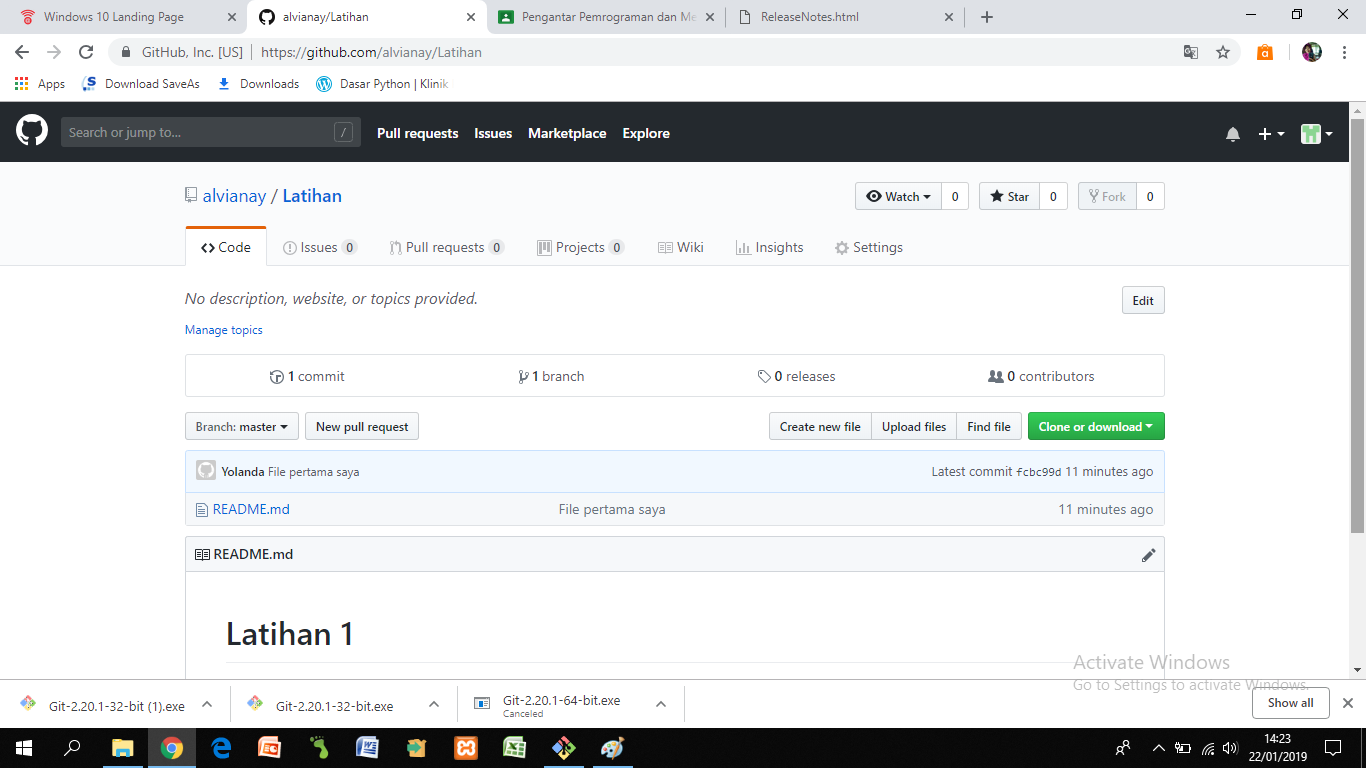 Windows 10 Landing Page
alvianay/Latihan
Pengantar Pemrograman dan Me
ReleaseNotes.html
GitHub, Inc. [US]
https://github.com/alvianay/Latihan
Apps
Download SaveAs
Downloads
Dasar Python | Klinik
Search or jump to...
/
Pull requests
Issues
Marketplace
Explore
alvianay / Latihan
Watch 0
Star 0
Fork 0
Code
Issues 0
Pull requests 0
Projects 0
Wiki
Insights
Settings
No description, website, or topics provided.
Edit
Manage topics
1 commit
1 branch
0 releases
0 contributors
Branch: master
New pull request
Create new file
Upload files
Find file
Clone or download
Yolanda File pertama saya
Latest commit fcbc99d 11 minutes ago
README.md
File pertama saya
11 minutes ago
README.md
Latihan 1
Activate Windows
Go to Settings to activate Windows.
Git-2.20.1-32-bit (1).exe
Git-2.20.1-32-bit.exe
Git-2.20.1-64-bit.exe
Canceled
Show all
14:23
22/01/2019